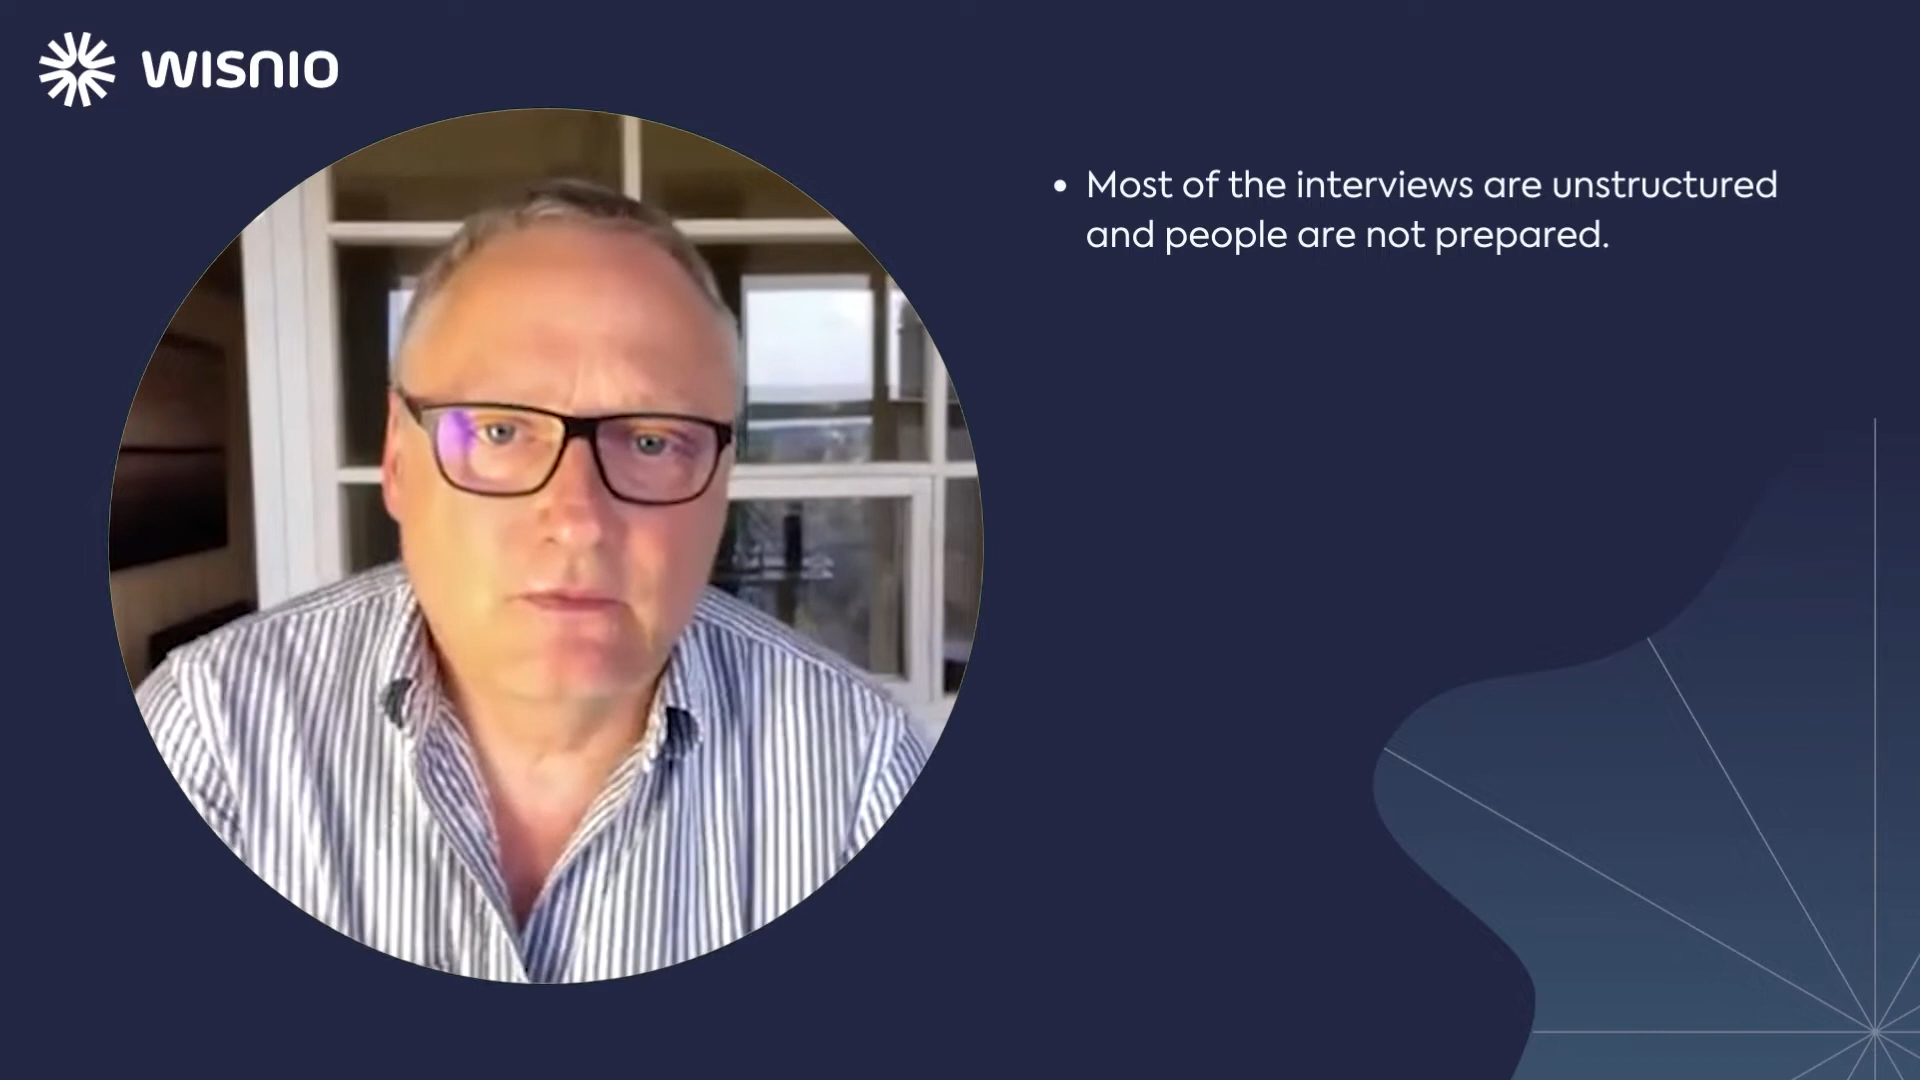 WISNIO
• Most of the interviews are unstructured
and people are not prepared.